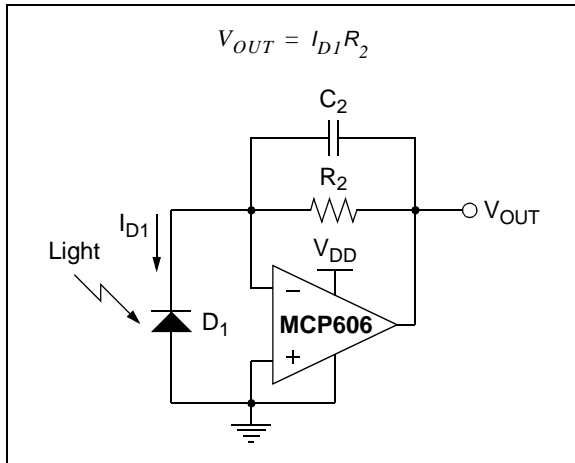 V_OUT = I_D1R_2
C_2
R_2
I_D1
V_OUT
Light
V_DD
−
MCP606
D_1
+